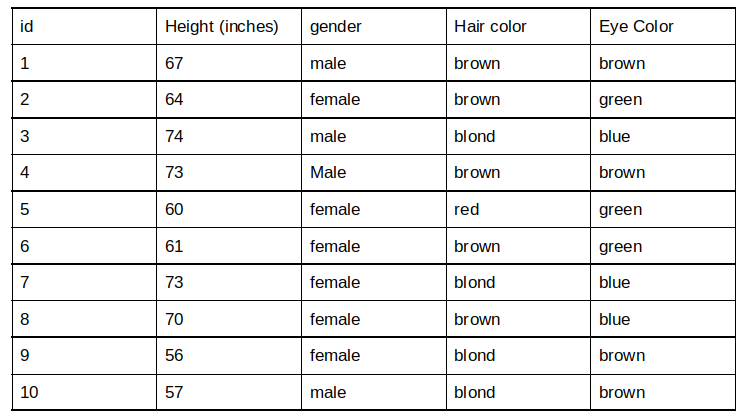 id Height (inches) gender Hair color Eye Color
1 67 male brown brown
2 64 female brown green
3 74 male blond blue
4 73 Male brown brown
5 60 female red green
6 61 female brown green
7 73 female blond blue
8 70 female brown blue
9 56 female blond brown
10 57 male blond brown